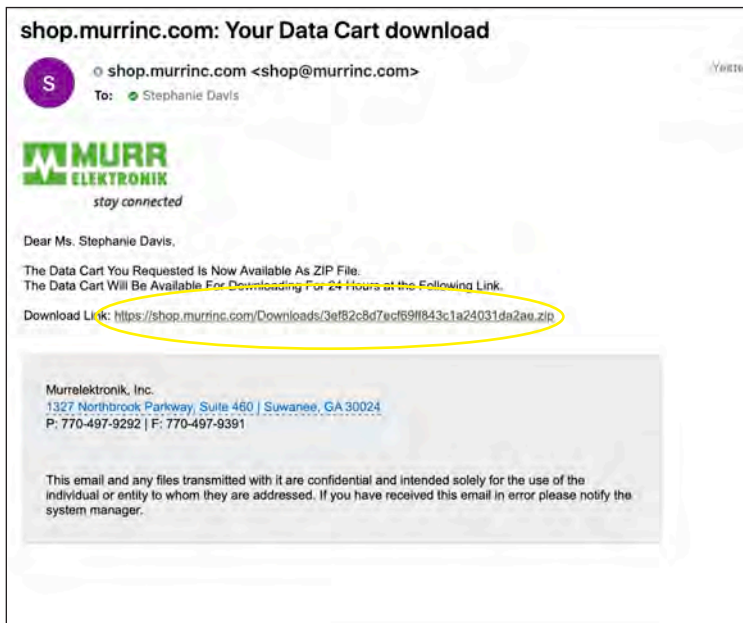 shop.murrinc.com: Your Data Cart download
S
shop.murrinc.com <shop@murrinc.com>
To: Stephanie Davis
MURR
ELEKTRONIK
stay connected
Dear Ms. Stephanie Davis,
The Data Cart You Requested Is Now Available As ZIP File.
The Data Cart Will Be Available For Downloading For 24 Hours at the Following Link.
Download Link: https://shop.murrinc.com/Downloads/3ef82c8d7ecf69ff843c1a24031da2ae.zip
Murrelektronik, Inc.
1327 Northbrook Parkway, Suite 460 | Suwanee, GA 30024
P: 770-497-9292 | F: 770-497-9391
This email and any files transmitted with it are confidential and intended solely for the use of the
individual or entity to whom they are addressed. If you have received this email in error please notify the
system manager.